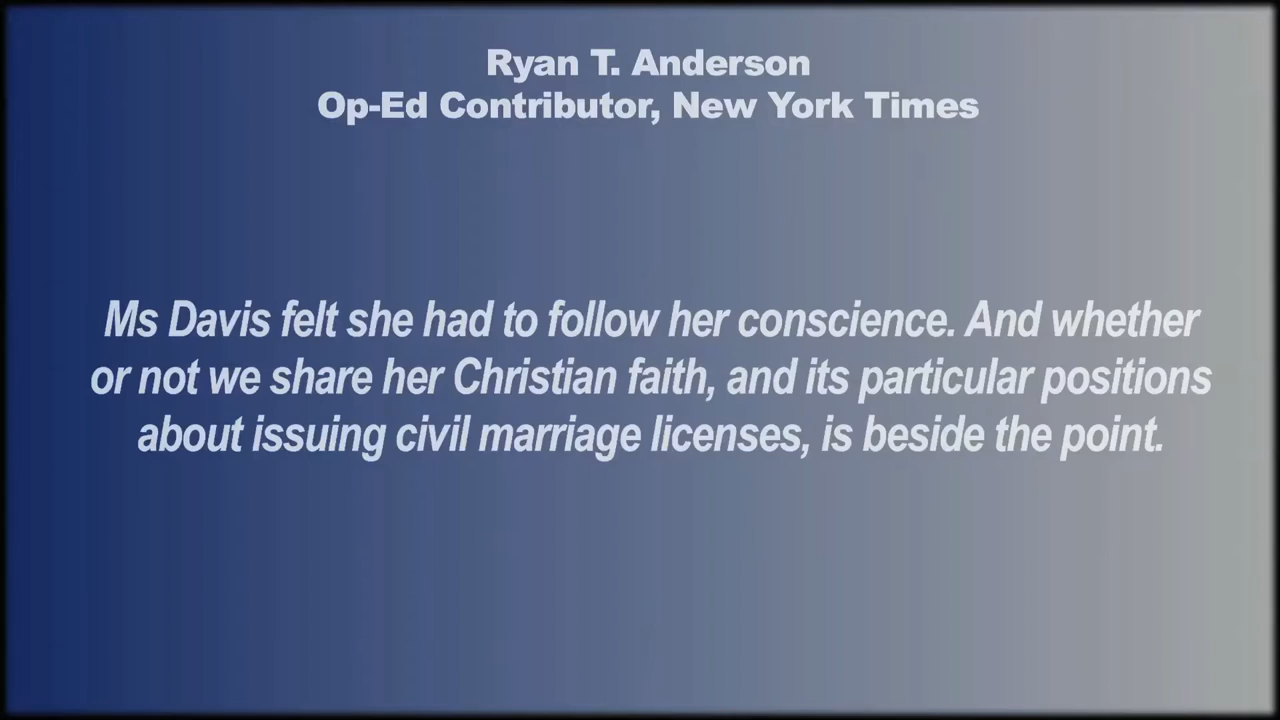 Ryan T. Anderson
Op-Ed Contributor, New York Times
Ms Davis felt she had to follow her conscience. And whether
or not we share her Christian faith, and its particular positions
about issuing civil marriage licenses, is beside the point.